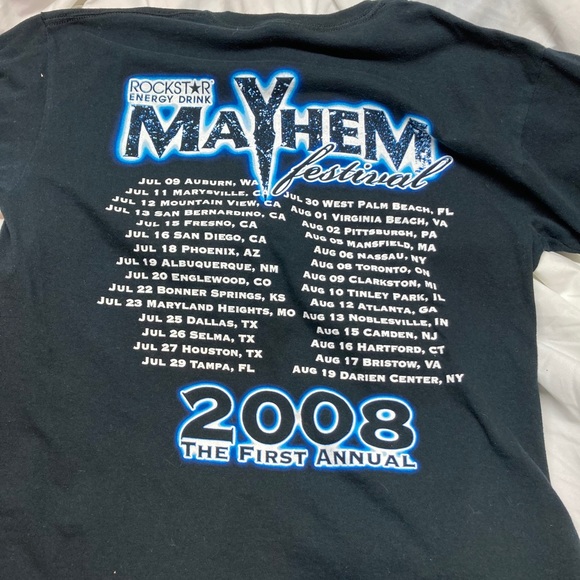 ROCKST★R
ENERGY DRINK
MAYHEM
festival
JUL 09 AUBURN, WA
JUL 11 MARYSVILLE, CA
JUL 12 MOUNTAIN VIEW, CA
JUL 13 SAN BERNARDINO, CA
JUL 15 FRESNO, CA
JUL 16 SAN DIEGO, CA
JUL 18 PHOENIX, AZ
JUL 19 ALBUQUERQUE, NM
JUL 20 ENGLEWOOD, CO
JUL 22 BONNER SPRINGS, KS
JUL 23 MARYLAND HEIGHTS, MO
JUL 25 DALLAS, TX
JUL 26 SELMA, TX
JUL 27 HOUSTON, TX
JUL 29 TAMPA, FL
JUL 30 WEST PALM BEACH, FL
AUG 01 VIRGINIA BEACH, VA
AUG 02 PITTSBURGH, PA
AUG 05 MANSFIELD, MA
AUG 06 NASSAU, NY
AUG 08 TORONTO, ON
AUG 09 CLARKSTON, MI
AUG 10 TINLEY PARK, IL
AUG 12 ATLANTA, GA
AUG 13 NOBLESVILLE, IN
AUG 15 CAMDEN, NJ
AUG 16 HARTFORD, CT
AUG 17 BRISTOW, VA
AUG 19 DARIEN CENTER, NY
2008
THE FIRST ANNUAL